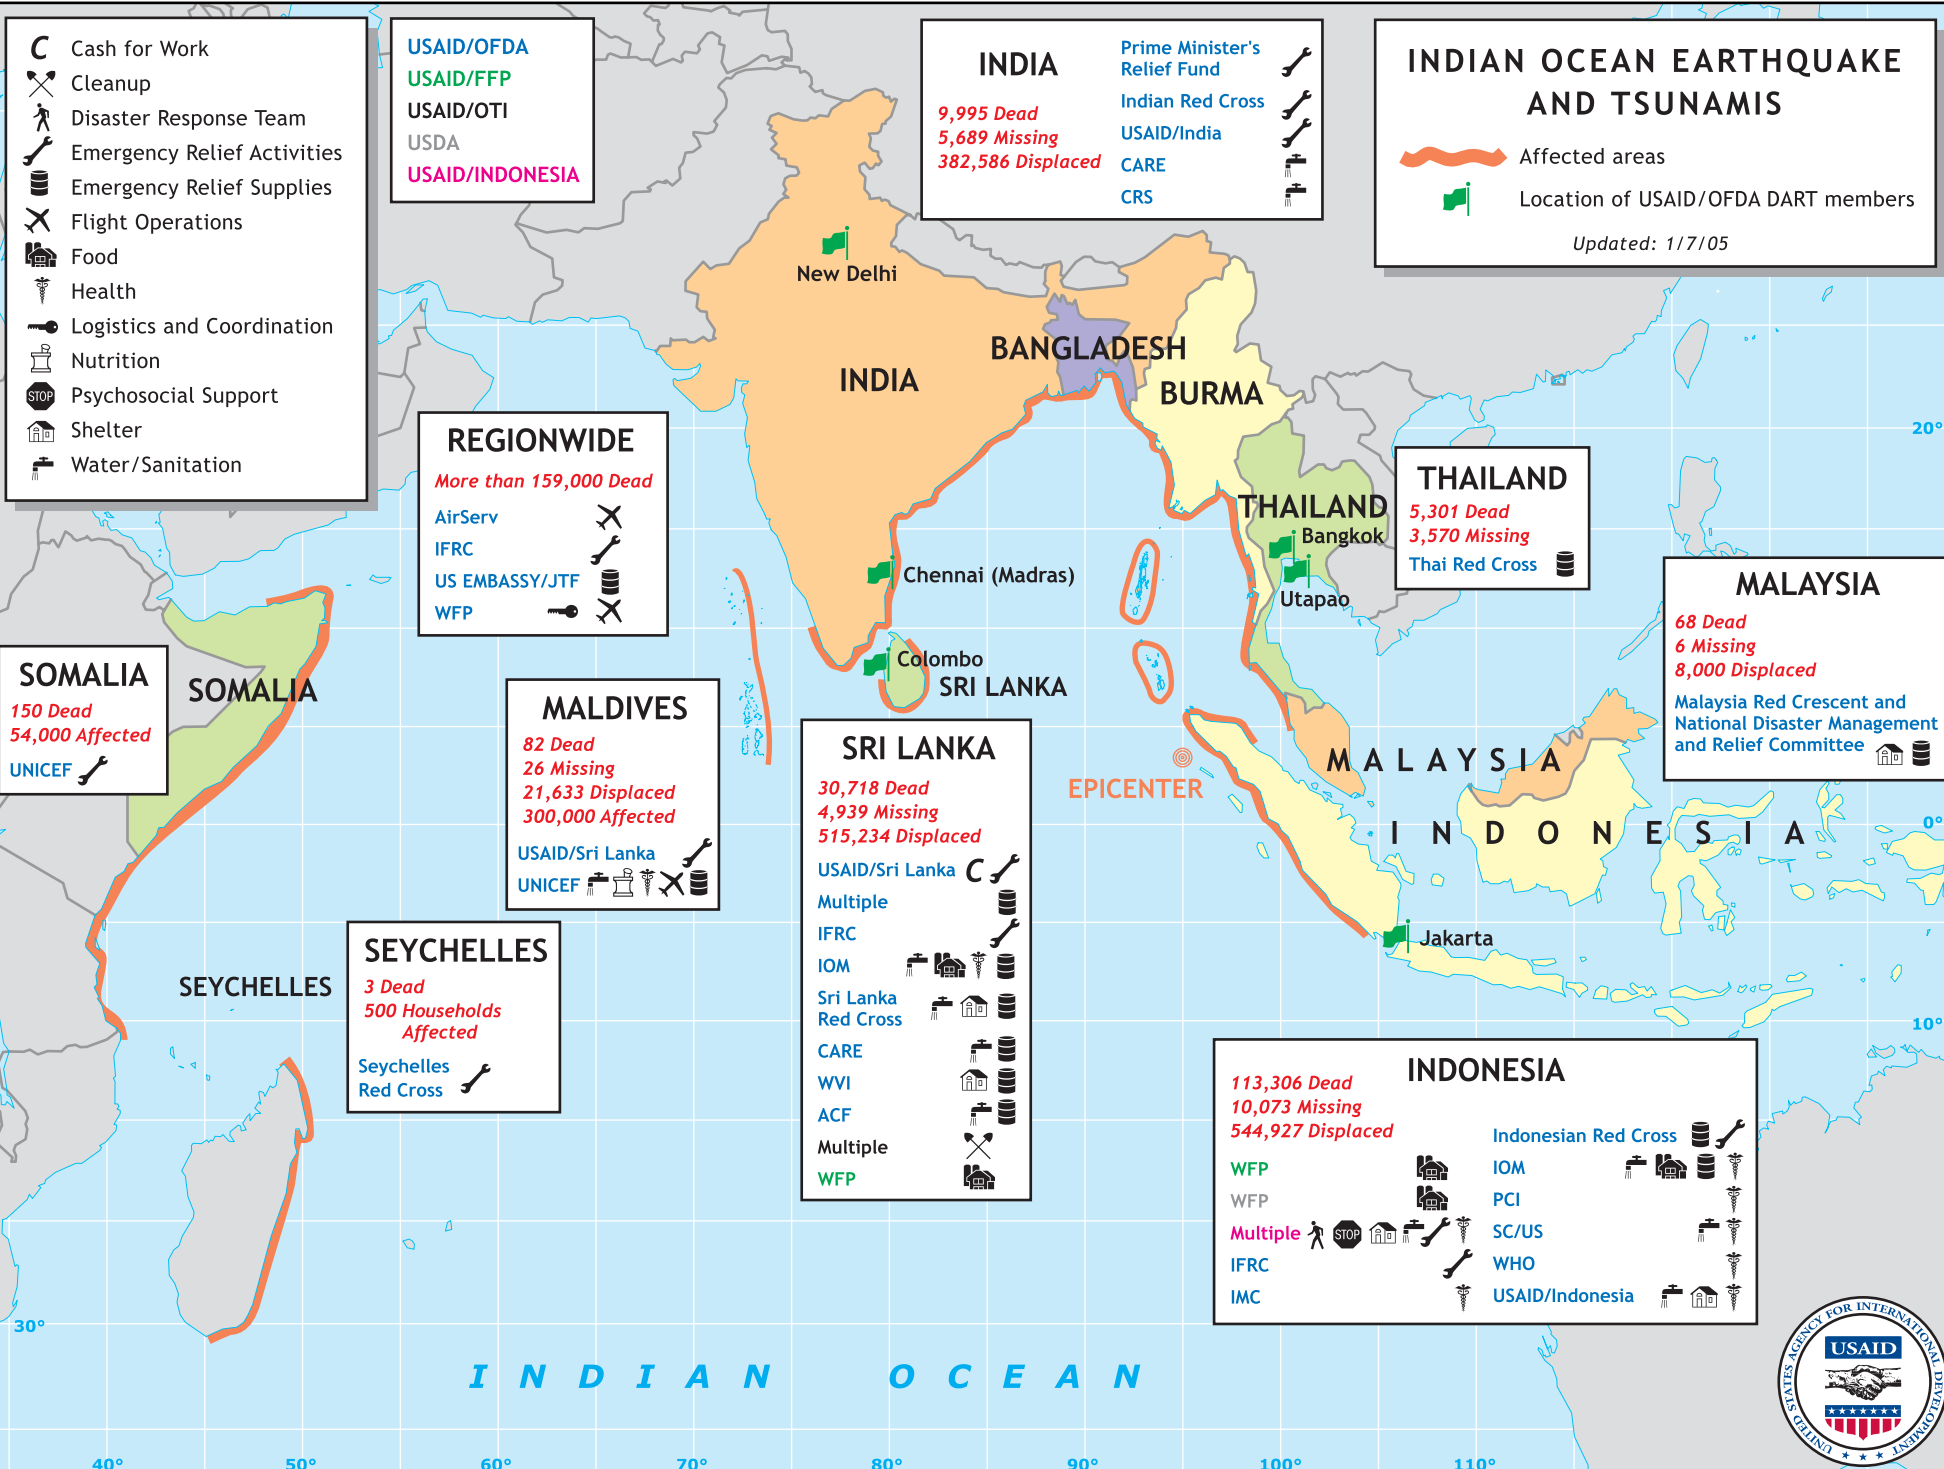 C Cash for Work
Cleanup
Disaster Response Team
Emergency Relief Activities
Emergency Relief Supplies
Flight Operations
Food
Health
Logistics and Coordination
Nutrition
STOP Psychosocial Support
Shelter
Water/Sanitation
USAID/OFDA
USAID/FFP
USAID/OTI
USDA
USAID/INDONESIA
INDIA
9,995 Dead
5,689 Missing
382,586 Displaced
Prime Minister's
Relief Fund
Indian Red Cross
USAID/India
CARE
CRS
INDIAN OCEAN EARTHQUAKE
AND TSUNAMIS
Affected areas
Location of USAID/OFDA DART members
Updated: 1/7/05
New Delhi
INDIA
BANGLADESH
BURMA
THAILAND
Bangkok
Utapao
Chennai (Madras)
Colombo
SRI LANKA
REGIONWIDE
More than 159,000 Dead
AirServ
IFRC
US EMBASSY/JTF
WFP
THAILAND
5,301 Dead
3,570 Missing
Thai Red Cross
MALAYSIA
68 Dead
6 Missing
8,000 Displaced
Malaysia Red Crescent and
National Disaster Management
and Relief Committee
SOMALIA
150 Dead
54,000 Affected
UNICEF
SOMALIA
MALDIVES
82 Dead
26 Missing
21,633 Displaced
300,000 Affected
USAID/Sri Lanka
UNICEF
SRI LANKA
30,718 Dead
4,939 Missing
515,234 Displaced
USAID/Sri Lanka C
Multiple
IFRC
IOM
Sri Lanka
Red Cross
CARE
WVI
ACF
Multiple
WFP
EPICENTER
MALAYSIA
INDONESIA
Jakarta
SEYCHELLES
SEYCHELLES
3 Dead
500 Households
Affected
Seychelles
Red Cross
INDONESIA
113,306 Dead
10,073 Missing
544,927 Displaced
WFP
WFP
Multiple STOP
IFRC
IMC
Indonesian Red Cross
IOM
PCI
SC/US
WHO
USAID/Indonesia
INDIAN OCEAN
20°
0°
10°
30°
40° 50° 60° 70° 80° 90° 100° 110°
UNITED STATES AGENCY FOR INTERNATIONAL DEVELOPMENT
USAID